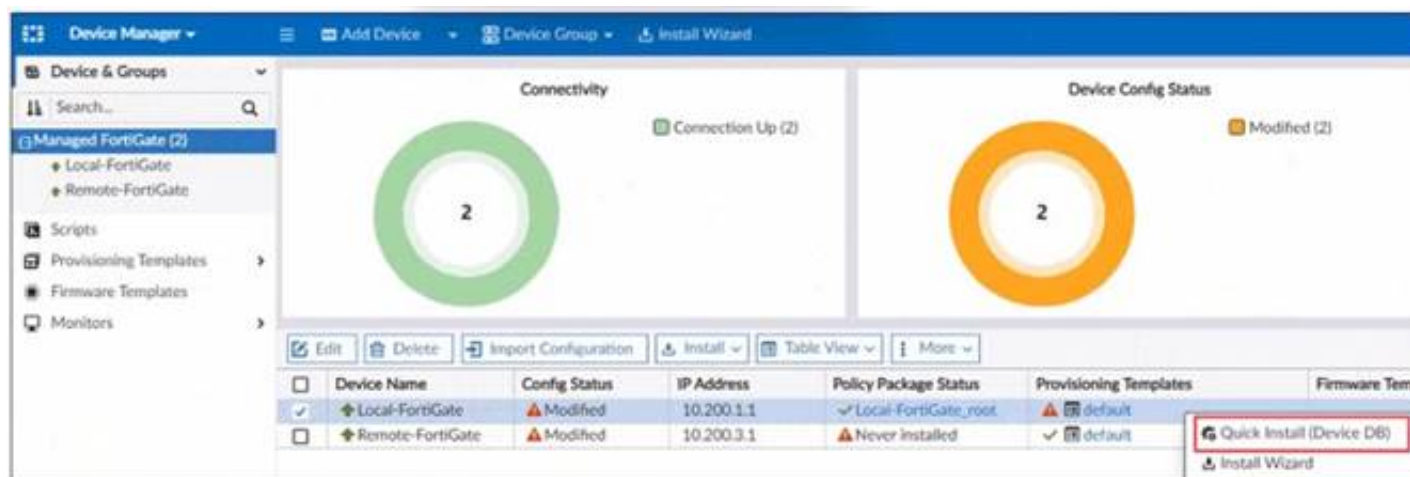 Device Manager
Add Device Device Group Install Wizard
Device & Groups
Search...
Managed FortiGate (2)
Local-FortiGate
Remote-FortiGate
Scripts
Provisioning Templates
Firmware Templates
Monitors
Connectivity
Connection Up (2)
2
Device Config Status
Modified (2)
2
Edit Delete Import Configuration Install Table View More
Device Name Config Status IP Address Policy Package Status Provisioning Templates Firmware Tem
Local-FortiGate Modified 10.200.1.1 Local-FortiGate_root default
Remote-FortiGate Modified 10.200.3.1 Never installed default
Quick Install (Device DB)
Install Wizard